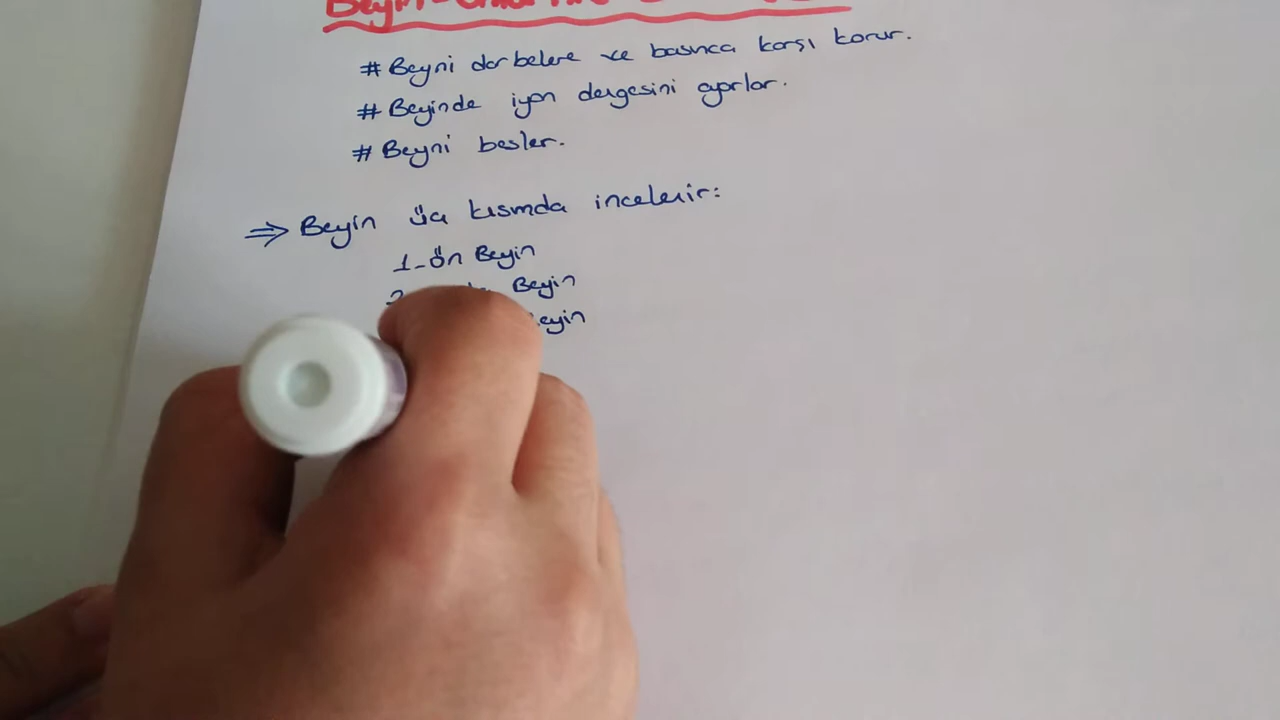 # Beyni darbelere ve basınca karşı korur.
# Beyinde iyon dengesini ayarlar.
# Beyni besler.
⇒ Beyin üç kısımda incelenir:
1- Ön Beyin
Beyin
Beyin